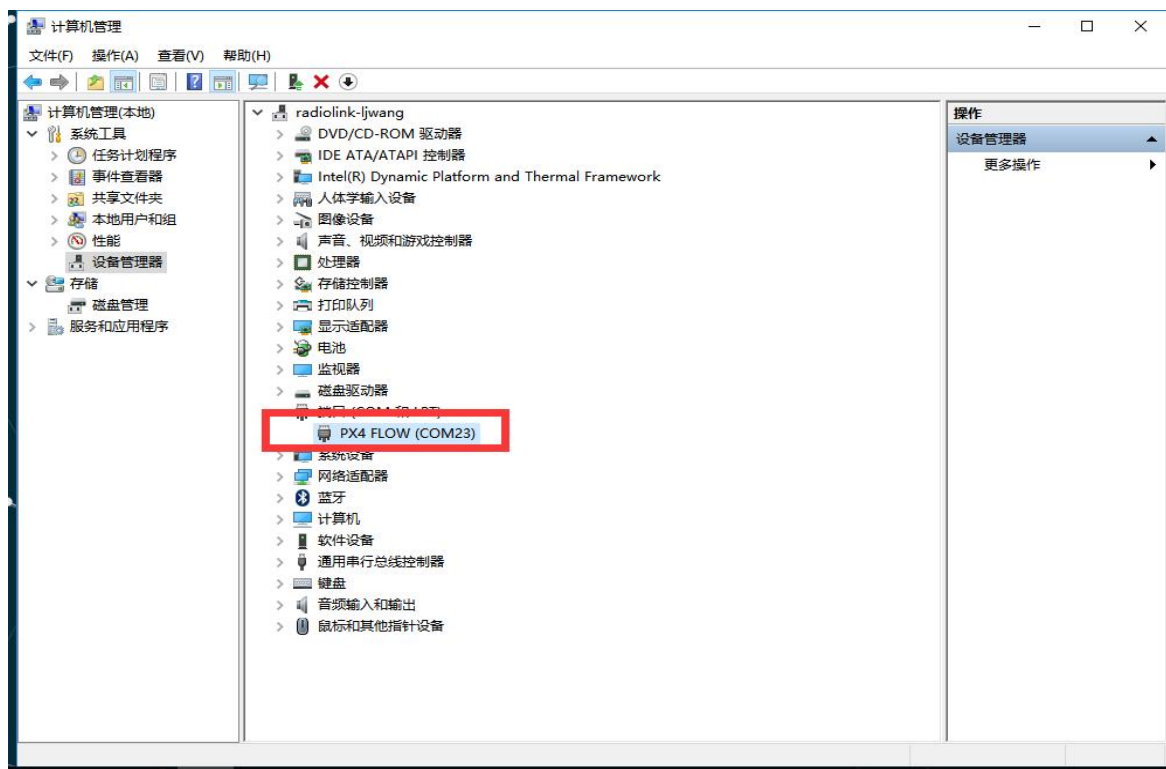 计算机管理
文件(F) 操作(A) 查看(V) 帮助(H)
计算机管理(本地)
系统工具
任务计划程序
事件查看器
共享文件夹
本地用户和组
性能
设备管理器
存储
磁盘管理
服务和应用程序
radiolink-ljwang
DVD/CD-ROM 驱动器
IDE ATA/ATAPI 控制器
Intel(R) Dynamic Platform and Thermal Framework
人体学输入设备
图像设备
声音、视频和游戏控制器
处理器
存储控制器
打印队列
显示适配器
电池
监视器
磁盘驱动器
端口 (COM 和 LPT)
PX4 FLOW (COM23)
系统设备
网络适配器
蓝牙
计算机
软件设备
通用串行总线控制器
键盘
音频输入和输出
鼠标和其他指针设备
操作
设备管理器
更多操作